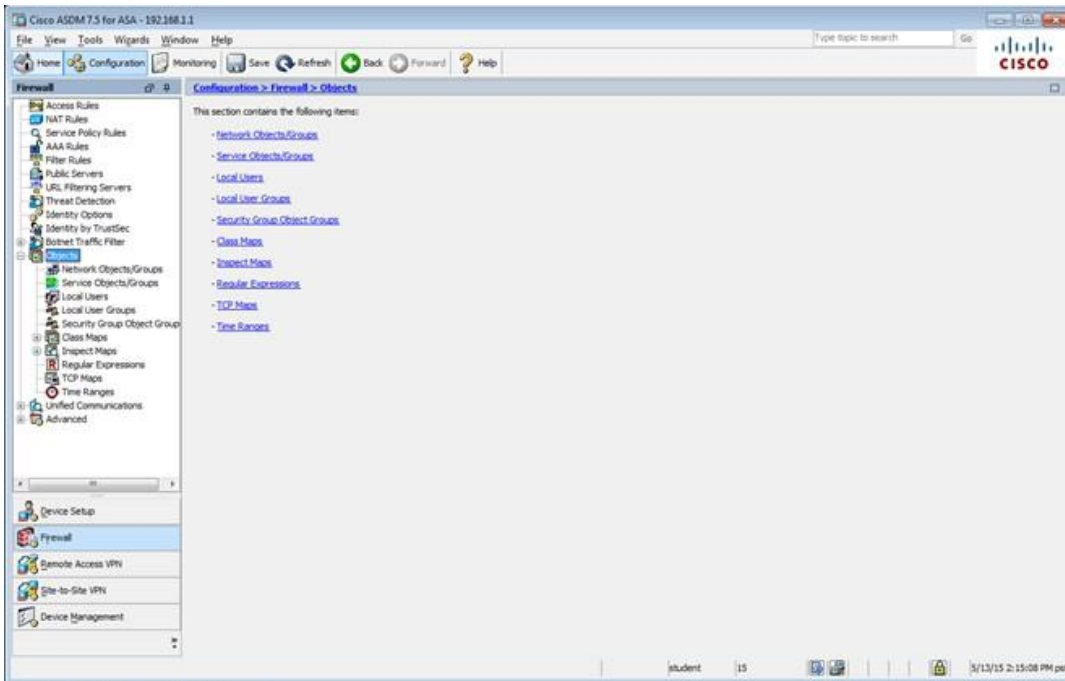 Cisco ASDM 7.5 for ASA - 192.168.1.1
File View Tools Wizards Window Help
Type topic to search Go
Home Configuration Monitoring Save Refresh Back Forward Help
CISCO
Firewall
Access Rules
NAT Rules
Service Policy Rules
AAA Rules
Filter Rules
Public Servers
URL Filtering Servers
Threat Detection
Identity Options
Identity by TrustSec
Botnet Traffic Filter
Objects
Network Objects/Groups
Service Objects/Groups
Local Users
Local User Groups
Security Group Object Group
Class Maps
Inspect Maps
Regular Expressions
TCP Maps
Time Ranges
Unified Communications
Advanced
Device Setup
Firewall
Remote Access VPN
Site-to-Site VPN
Device Management
Configuration > Firewall > Objects
This section contains the following items:
- Network Objects/Groups
- Service Objects/Groups
- Local Users
- Local User Groups
- Security Group Object Groups
- Class Maps
- Inspect Maps
- Regular Expressions
- TCP Maps
- Time Ranges
student 15 5/13/15 2:15:08 PM ps